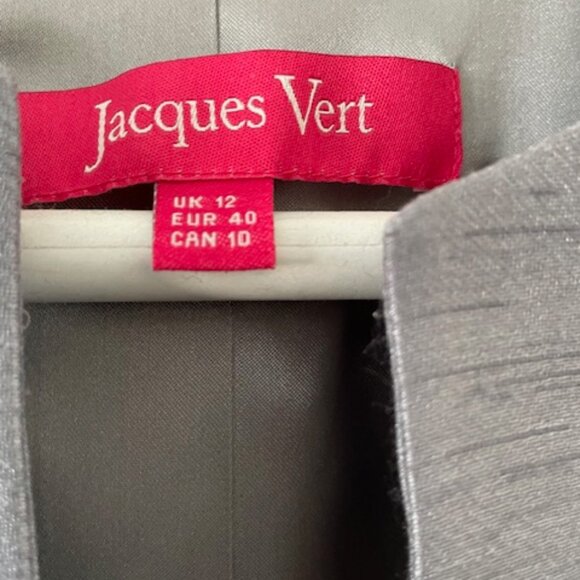 Jacques Vert
UK 12
EUR 40
CAN 10